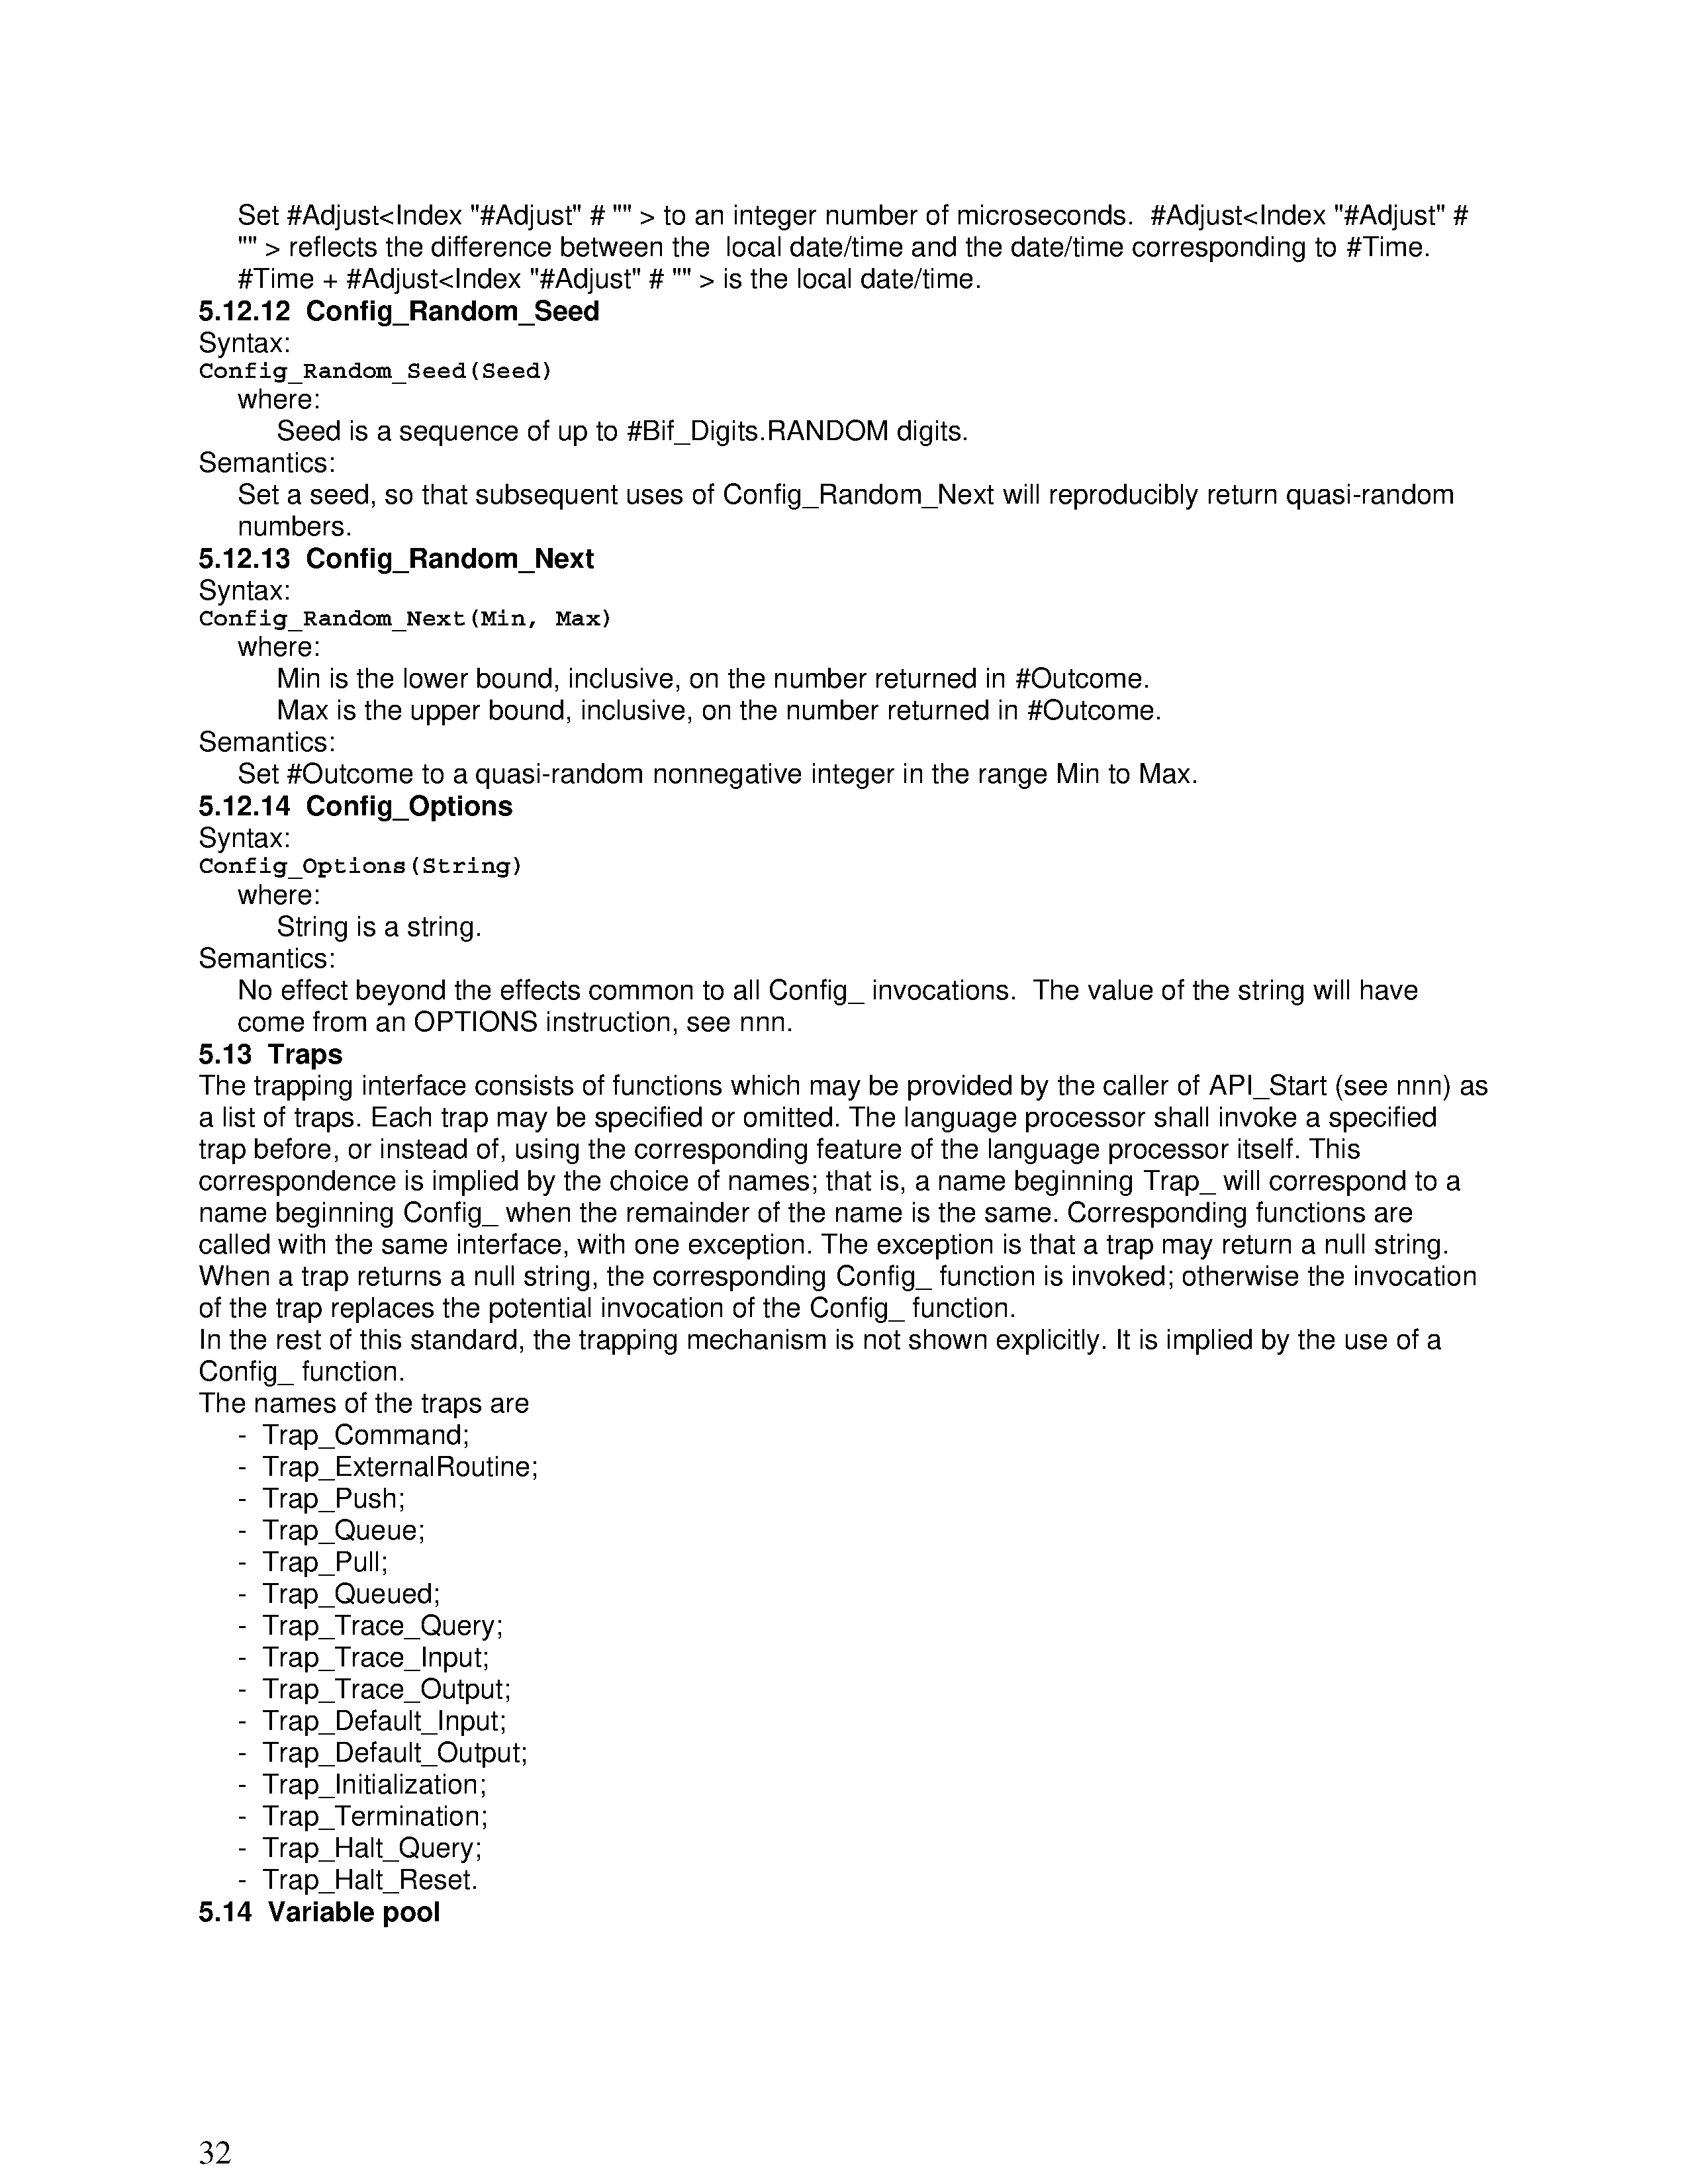 Set #Adjust<Index "#Adjust" # "" > to an integer number of microseconds.  #Adjust<Index "#Adjust" #
"" > reflects the difference between the  local date/time and the date/time corresponding to #Time.
#Time + #Adjust<Index "#Adjust" # "" > is the local date/time.
5.12.12  Config_Random_Seed
Syntax:
Config_Random_Seed(Seed)
where:
Seed is a sequence of up to #Bif_Digits.RANDOM digits.
Semantics:
Set a seed, so that subsequent uses of Config_Random_Next will reproducibly return quasi-random
numbers.
5.12.13  Config_Random_Next
Syntax:
Config_Random_Next(Min, Max)
where:
Min is the lower bound, inclusive, on the number returned in #Outcome.
Max is the upper bound, inclusive, on the number returned in #Outcome.
Semantics:
Set #Outcome to a quasi-random nonnegative integer in the range Min to Max.
5.12.14  Config_Options
Syntax:
Config_Options(String)
where:
String is a string.
Semantics:
No effect beyond the effects common to all Config_ invocations.  The value of the string will have
come from an OPTIONS instruction, see nnn.
5.13  Traps
The trapping interface consists of functions which may be provided by the caller of API_Start (see nnn) as
a list of traps. Each trap may be specified or omitted. The language processor shall invoke a specified
trap before, or instead of, using the corresponding feature of the language processor itself. This
correspondence is implied by the choice of names; that is, a name beginning Trap_ will correspond to a
name beginning Config_ when the remainder of the name is the same. Corresponding functions are
called with the same interface, with one exception. The exception is that a trap may return a null string.
When a trap returns a null string, the corresponding Config_ function is invoked; otherwise the invocation
of the trap replaces the potential invocation of the Config_ function.
In the rest of this standard, the trapping mechanism is not shown explicitly. It is implied by the use of a
Config_ function.
The names of the traps are
- Trap_Command;
- Trap_ExternalRoutine;
- Trap_Push;
- Trap_Queue;
- Trap_Pull;
- Trap_Queued;
- Trap_Trace_Query;
- Trap_Trace_Input;
- Trap_Trace_Output;
- Trap_Default_Input;
- Trap_Default_Output;
- Trap_Initialization;
- Trap_Termination;
- Trap_Halt_Query;
- Trap_Halt_Reset.
5.14  Variable pool
32